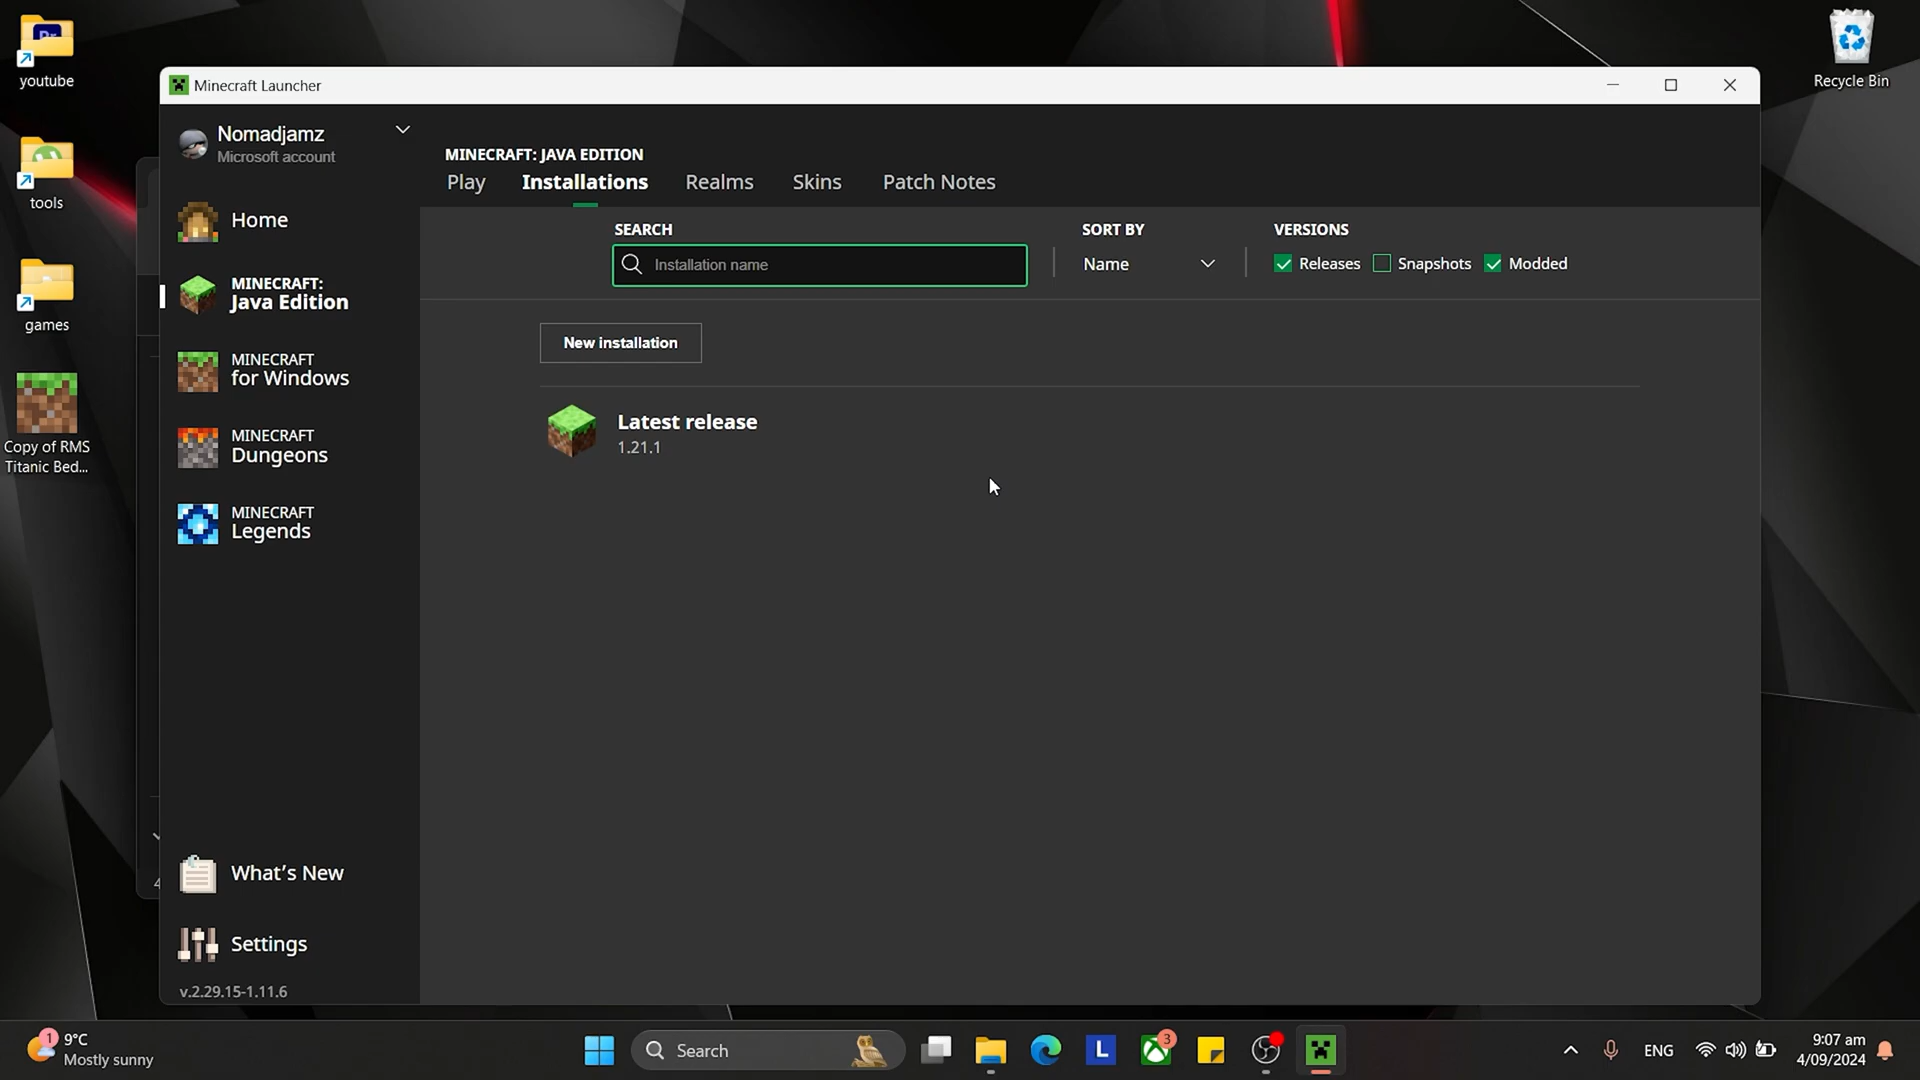 youtube
tools
games
Copy of RMS
Titanic Bed...
Recycle Bin
Minecraft Launcher
Nomadjamz
Microsoft account
Home
MINECRAFT:
Java Edition
MINECRAFT
for Windows
MINECRAFT
Dungeons
MINECRAFT
Legends
What's New
Settings
v.2.29.15-1.11.6
MINECRAFT: JAVA EDITION
Play Installations Realms Skins Patch Notes
SEARCH SORT BY VERSIONS
Installation name Name Releases Snapshots Modded
New installation
Latest release
1.21.1
1 9°C
Mostly sunny
Search
L
3
ENG
9:07 am
4/09/2024